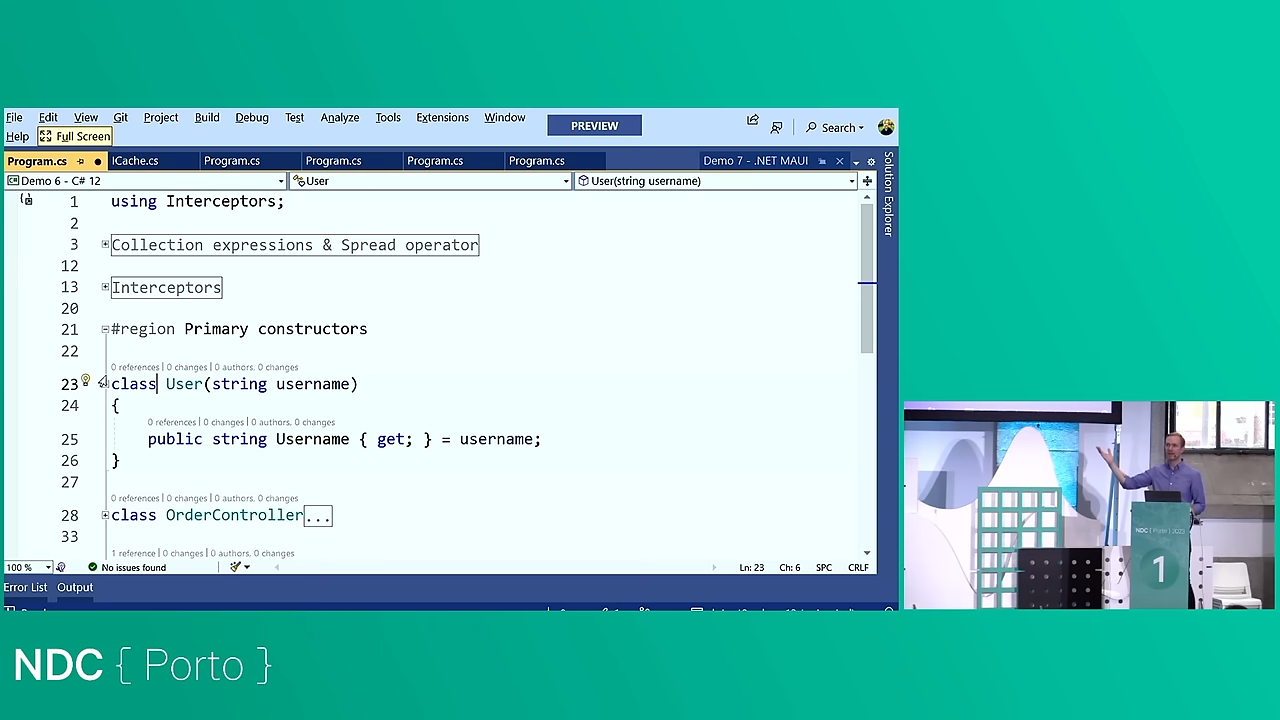 File Edit View Git Project Build Debug Test Analyze Tools Extensions Window PREVIEW Search
Help Full Screen
Program.cs ICache.cs Program.cs Program.cs Program.cs Program.cs Demo 7 - .NET MAUI
Demo 6 - C# 12 User User(string username)
Solution Explorer
1 using Interceptors;
2
3 Collection expressions & Spread operator
12
13 Interceptors
20
21 #region Primary constructors
22
0 references | 0 changes | 0 authors, 0 changes
23 class User(string username)
24 {
0 references | 0 changes | 0 authors, 0 changes
25 public string Username { get; } = username;
26 }
27
0 references | 0 changes | 0 authors, 0 changes
28 class OrderController...
33
1 reference | 0 changes | 0 authors, 0 changes
100 % No issues found Ln: 23 Ch: 6 SPC CRLF
Error List Output
NDC { Porto } 2023
1
NDC { Porto }